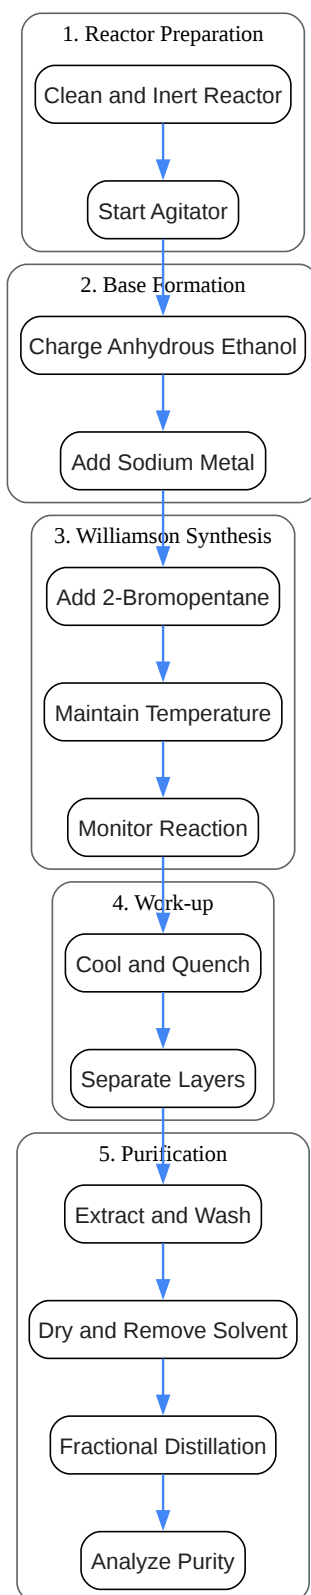 1. Reactor Preparation
Clean and Inert Reactor
Start Agitator
2. Base Formation
Charge Anhydrous Ethanol
Add Sodium Metal
3. Williamson Synthesis
Add 2-Bromopentane
Maintain Temperature
Monitor Reaction
4. Work-up
Cool and Quench
Separate Layers
5. Purification
Extract and Wash
Dry and Remove Solvent
Fractional Distillation
Analyze Purity